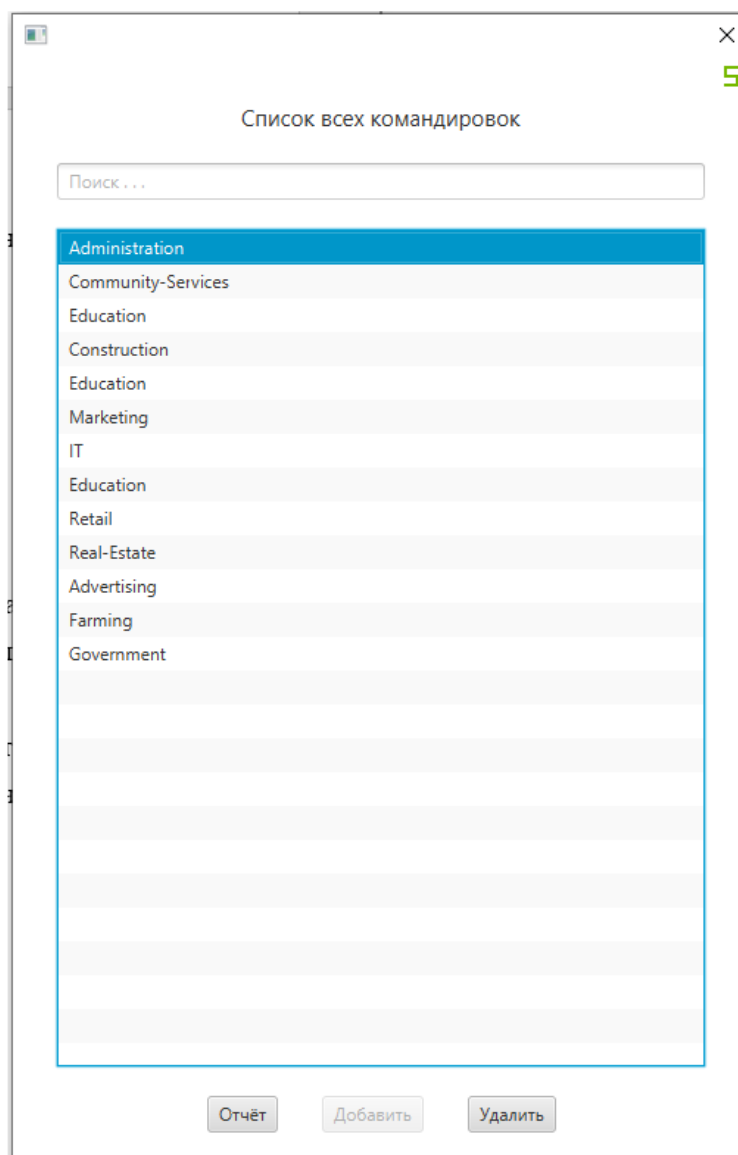 Список всех командировок
Поиск . . .
Administration
Community-Services
Education
Construction
Education
Marketing
IT
Education
Retail
Real-Estate
Advertising
Farming
Government
Отчёт Добавить Удалить